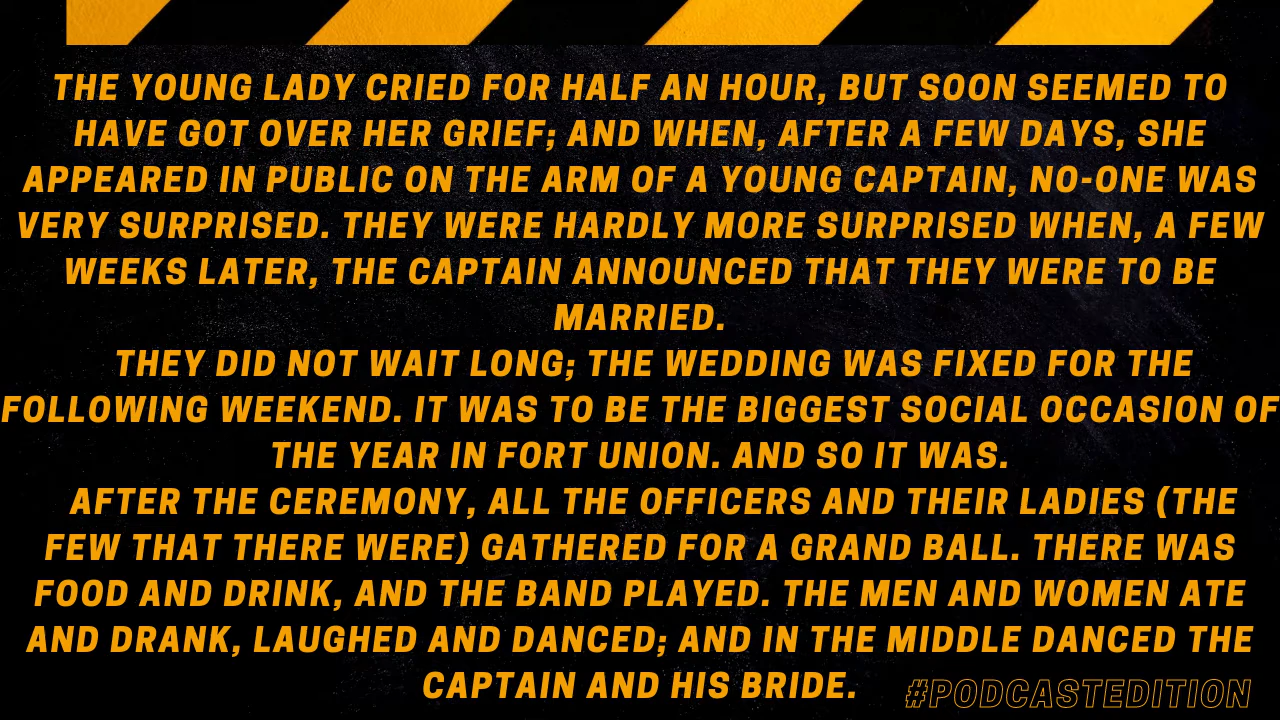 THE YOUNG LADY CRIED FOR HALF AN HOUR, BUT SOON SEEMED TO
HAVE GOT OVER HER GRIEF; AND WHEN, AFTER A FEW DAYS, SHE
APPEARED IN PUBLIC ON THE ARM OF A YOUNG CAPTAIN, NO-ONE WAS
VERY SURPRISED. THEY WERE HARDLY MORE SURPRISED WHEN, A FEW
WEEKS LATER, THE CAPTAIN ANNOUNCED THAT THEY WERE TO BE
MARRIED.
THEY DID NOT WAIT LONG; THE WEDDING WAS FIXED FOR THE
FOLLOWING WEEKEND. IT WAS TO BE THE BIGGEST SOCIAL OCCASION OF
THE YEAR IN FORT UNION. AND SO IT WAS.
AFTER THE CEREMONY, ALL THE OFFICERS AND THEIR LADIES (THE
FEW THAT THERE WERE) GATHERED FOR A GRAND BALL. THERE WAS
FOOD AND DRINK, AND THE BAND PLAYED. THE MEN AND WOMEN ATE
AND DRANK, LAUGHED AND DANCED; AND IN THE MIDDLE DANCED THE
CAPTAIN AND HIS BRIDE.
#PODCASTEDITION